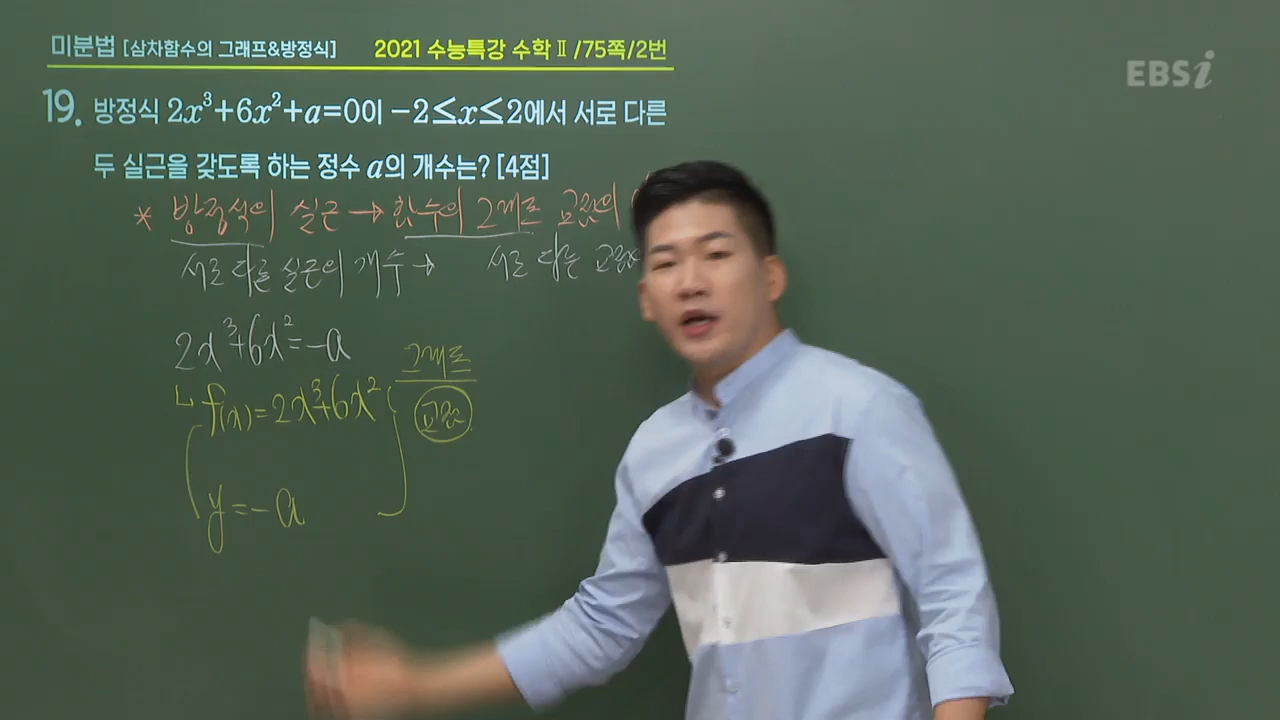 미분법 [삼차함수의 그래프&방정식] 2021 수능특강 수학Ⅱ/75쪽/2번
EBSi
19. 방정식 2x³+6x²+a=0이 -2≤x≤2에서 서로 다른
두 실근을 갖도록 하는 정수 a의 개수는? [4점]
* 방정식의 실근 → 함수의 그래프 교점의
서로 다른 실근의 개수 → 서로 다른
2x³+6x²=-a
그래프
↳ f(x)=2x³+6x²
교점
y=-a